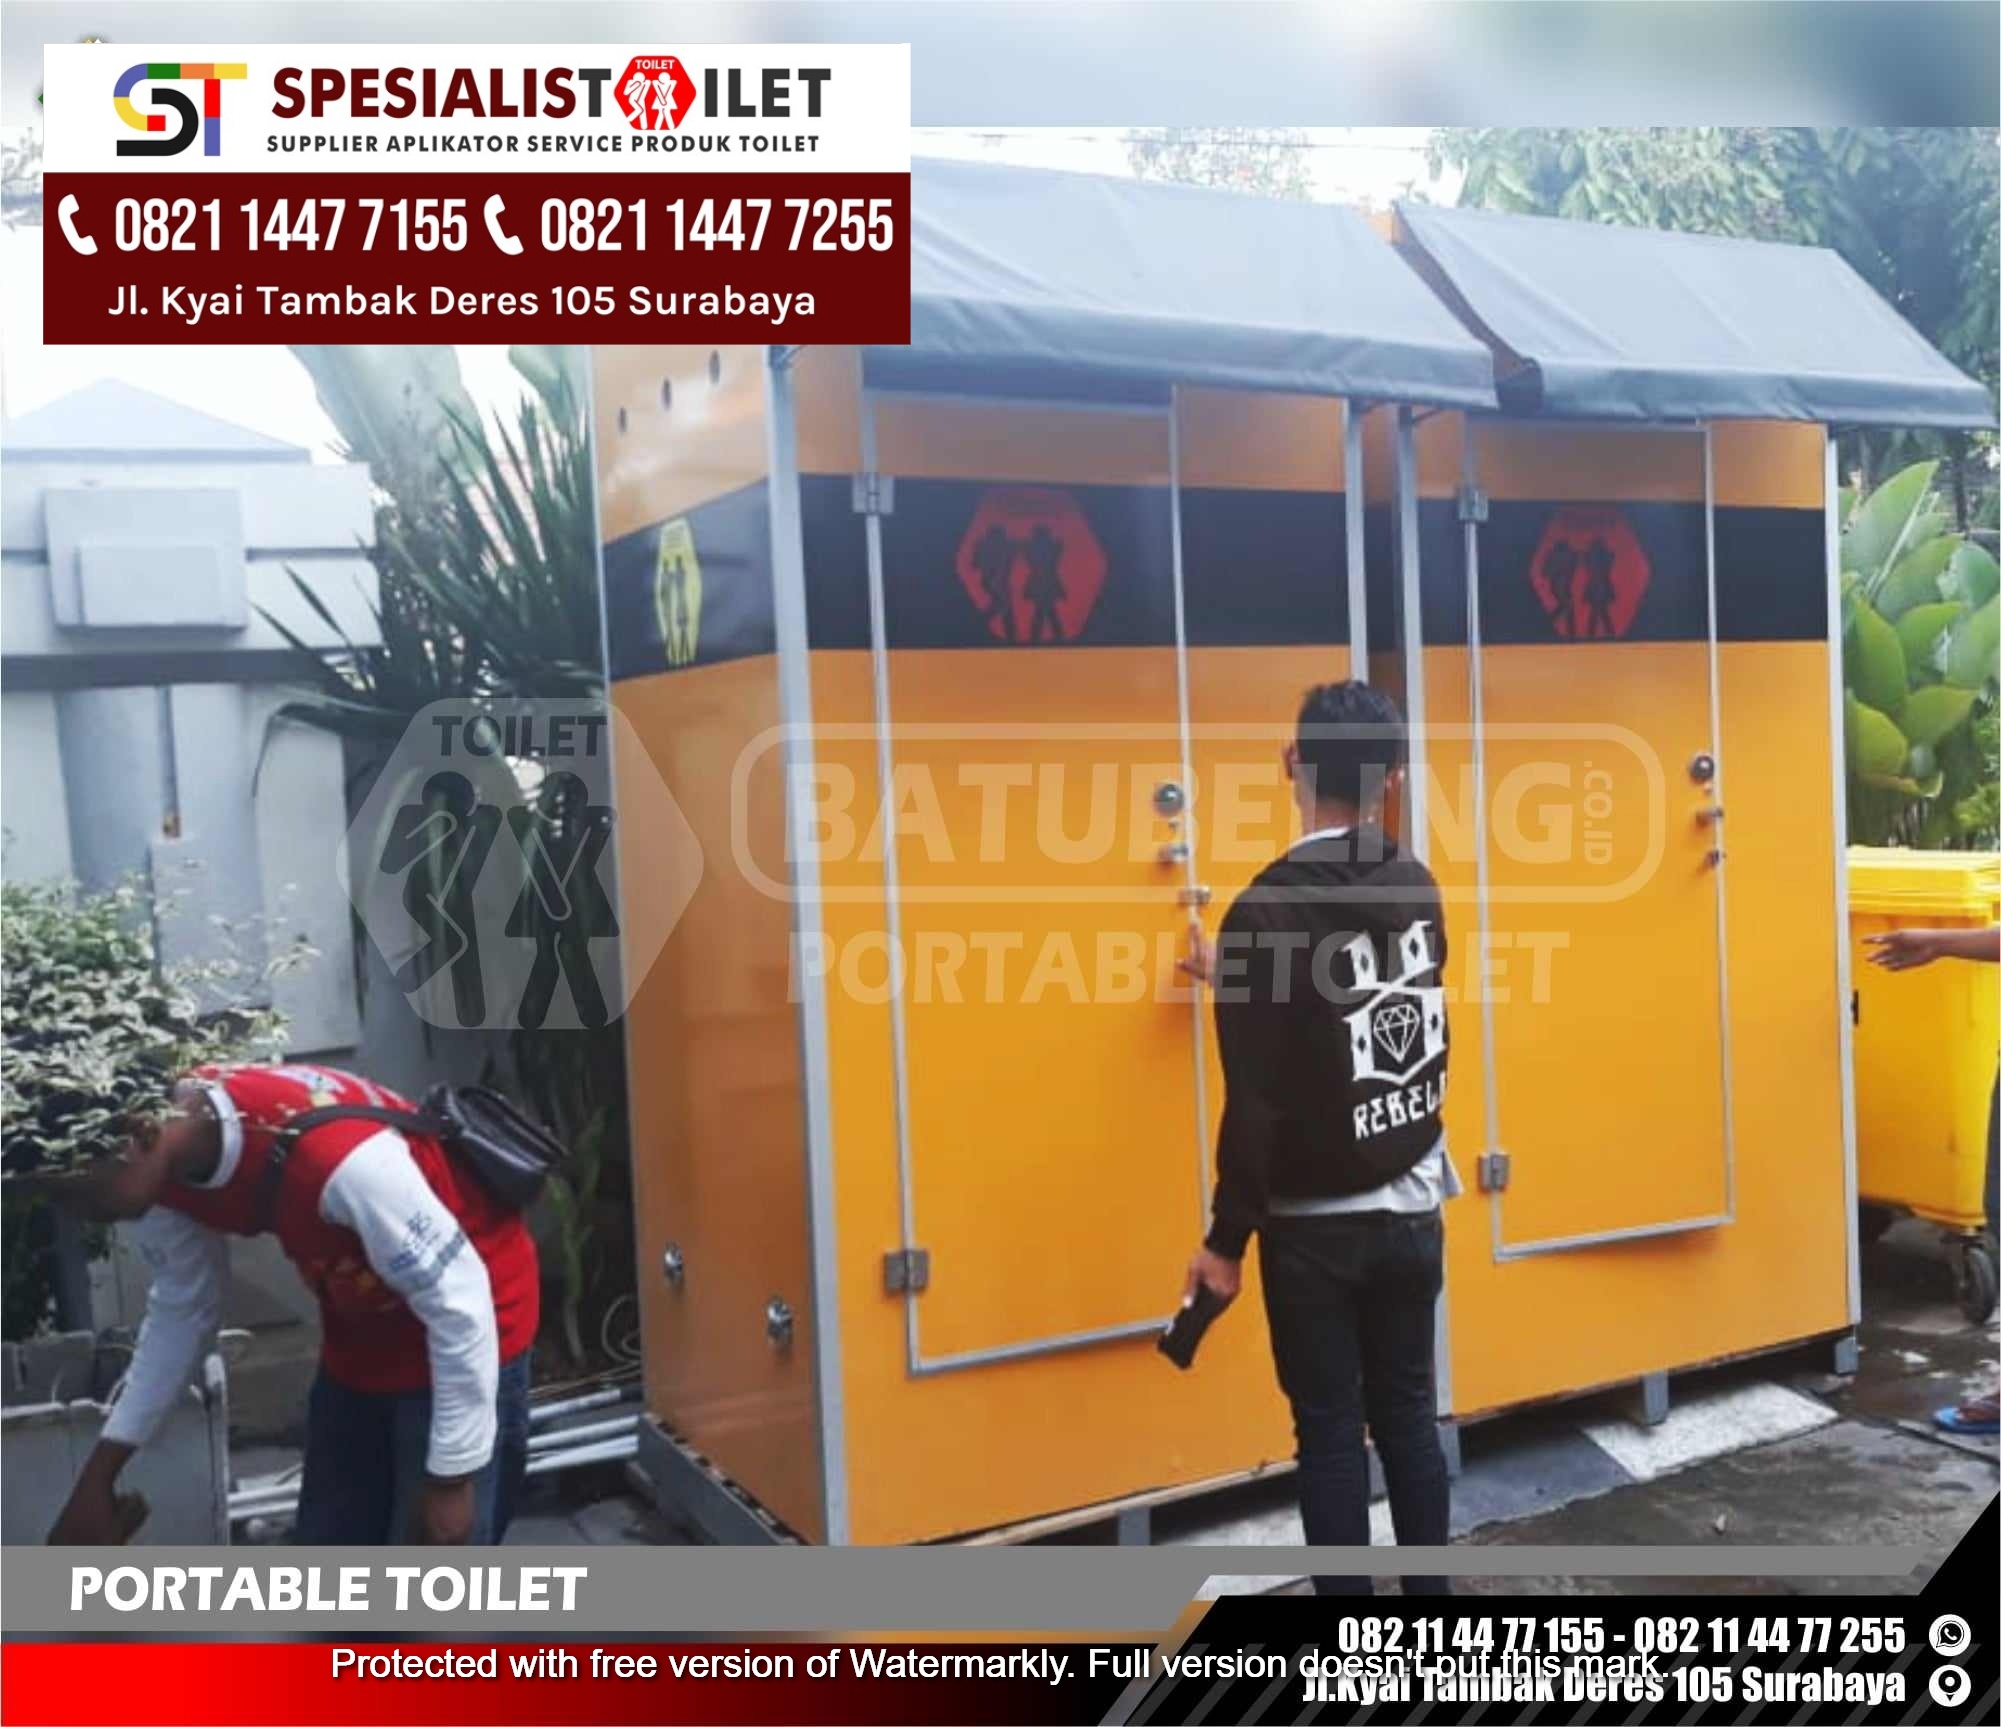 ST SPESIALISTOILET
TOILET
SUPPLIER APLIKATOR SERVICE PRODUK TOILET
0821 1447 7155 0821 1447 7255
Jl. Kyai Tambak Deres 105 Surabaya
TOILET
BATUBELING.CO.ID
PORTABLETOILET
REBEL
PORTABLE TOILET
082 11 44 77 155 - 082 11 44 77 255
Protected with free version of Watermarkly. Full version doesn't put this mark.
Jl.Kyai Tambak Deres 105 Surabaya